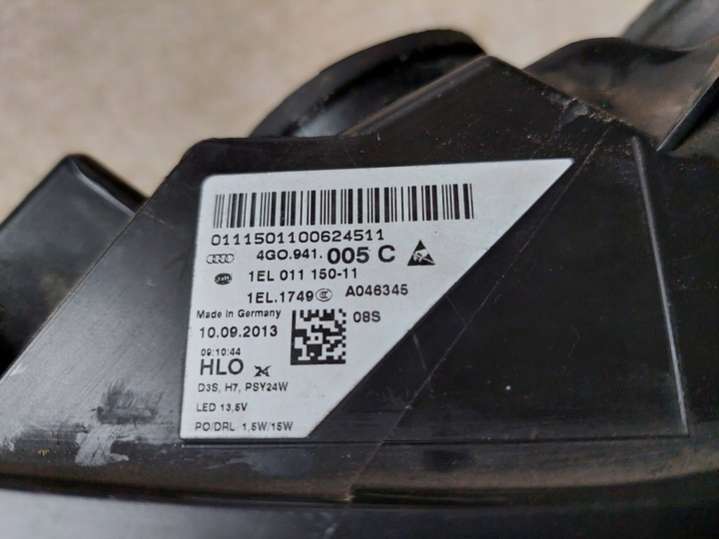 0111501100624511
4GO.941. 005 C
1EL 011 150-11
1EL.1749 A046345
Made in Germany 08S
10.09.2013
09:10:44
HLO
D3S, H7, PSY24W
LED 13,5V
PO/DRL 1,5W/15W